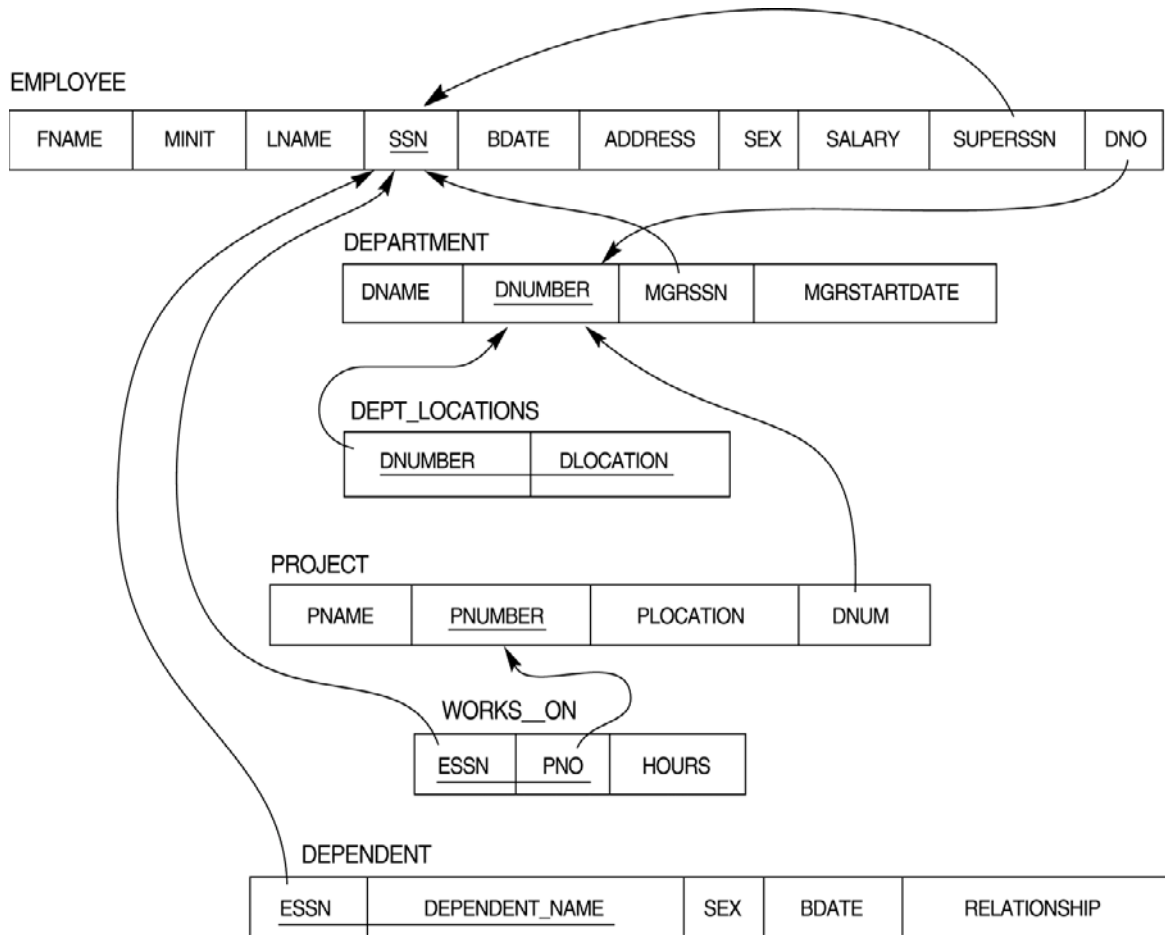 EMPLOYEE
FNAME MINIT LNAME SSN BDATE ADDRESS SEX SALARY SUPERSSN DNO
DEPARTMENT
DNAME DNUMBER MGRSSN MGRSTARTDATE
DEPT_LOCATIONS
DNUMBER DLOCATION
PROJECT
PNAME PNUMBER PLOCATION DNUM
WORKS__ON
ESSN PNO HOURS
DEPENDENT
ESSN DEPENDENT_NAME SEX BDATE RELATIONSHIP